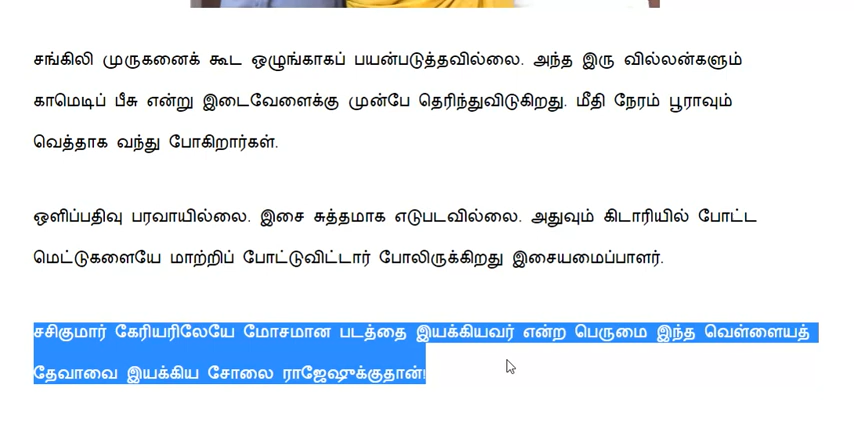 சங்கிலி முருகனைக் கூட ஒழுங்காகப் பயன்படுத்தவில்லை. அந்த இரு வில்லன்களும்
காமெடிப் பீசு என்று இடைவேளைக்கு முன்பே தெரிந்துவிடுகிறது. மீதி நேரம் பூராவும்
வெத்தாக வந்து போகிறார்கள்.
ஒளிப்பதிவு பரவாயில்லை. இசை சுத்தமாக எடுபடவில்லை. அதுவும் கிடாரியில் போட்ட
மெட்டுகளையே மாற்றிப் போட்டுவிட்டார் போலிருக்கிறது இசையமைப்பாளர்.
சசிகுமார் கேரியரிலேயே மோசமான படத்தை இயக்கியவர் என்ற பெருமை இந்த வெள்ளையத்
தேவாவை இயக்கிய சோலை ராஜேஷுக்குதான்!